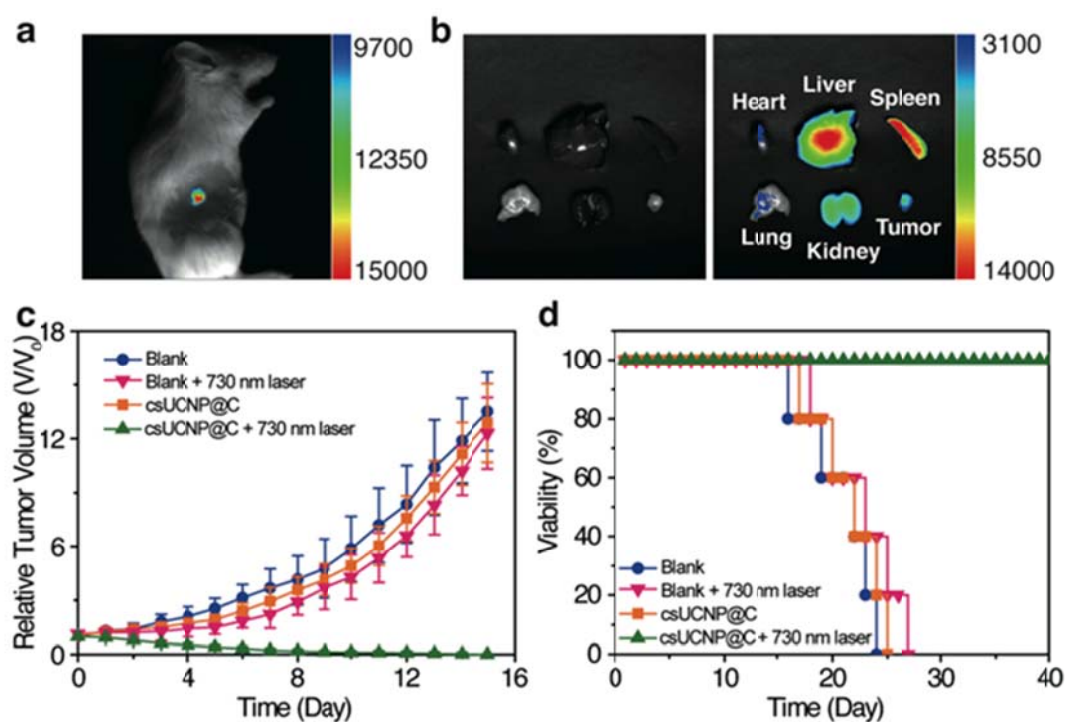 a
9700
12350
15000
b
Heart
Liver
Spleen
Lung
Kidney
Tumor
3100
8550
14000
c
Relative Tumor Volume (V/V₀)
18
12
6
0
Blank
Blank + 730 nm laser
csUCNP@C
csUCNP@C + 730 nm laser
0 4 8 12 16
Time (Day)
d
Viability (%)
100
80
60
40
20
0
Blank
Blank + 730 nm laser
csUCNP@C
csUCNP@C + 730 nm laser
0 10 20 30 40
Time (Day)